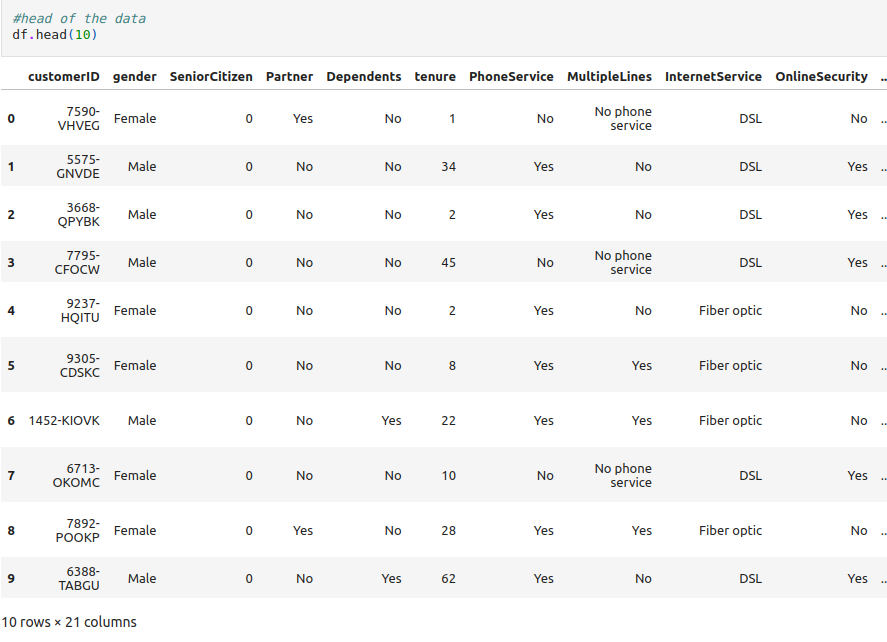 #head of the data
df.head(10)
customerID gender SeniorCitizen Partner Dependents tenure PhoneService MultipleLines InternetService OnlineSecurity ..
0 7590-VHVEG Female 0 Yes No 1 No No phone service DSL No ..
1 5575-GNVDE Male 0 No No 34 Yes No DSL Yes ..
2 3668-QPYBK Male 0 No No 2 Yes No DSL Yes ..
3 7795-CFOCW Male 0 No No 45 No No phone service DSL Yes ..
4 9237-HQITU Female 0 No No 2 Yes No Fiber optic No ..
5 9305-CDSKC Female 0 No No 8 Yes Yes Fiber optic No ..
6 1452-KIOVK Male 0 No Yes 22 Yes Yes Fiber optic No ..
7 6713-OKOMC Female 0 No No 10 No No phone service DSL Yes ..
8 7892-POOKP Female 0 Yes No 28 Yes Yes Fiber optic No ..
9 6388-TABGU Male 0 No Yes 62 Yes No DSL Yes ..
10 rows × 21 columns